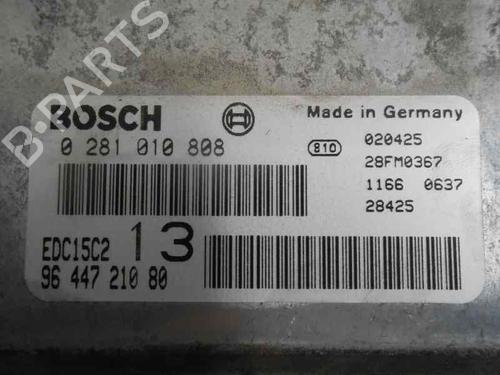 B-PARTS
BOSCH
Made in Germany
0 281 010 808
810
020425
28FM0367
1166 0637
28425
EDC15C2 13
96 447 210 80